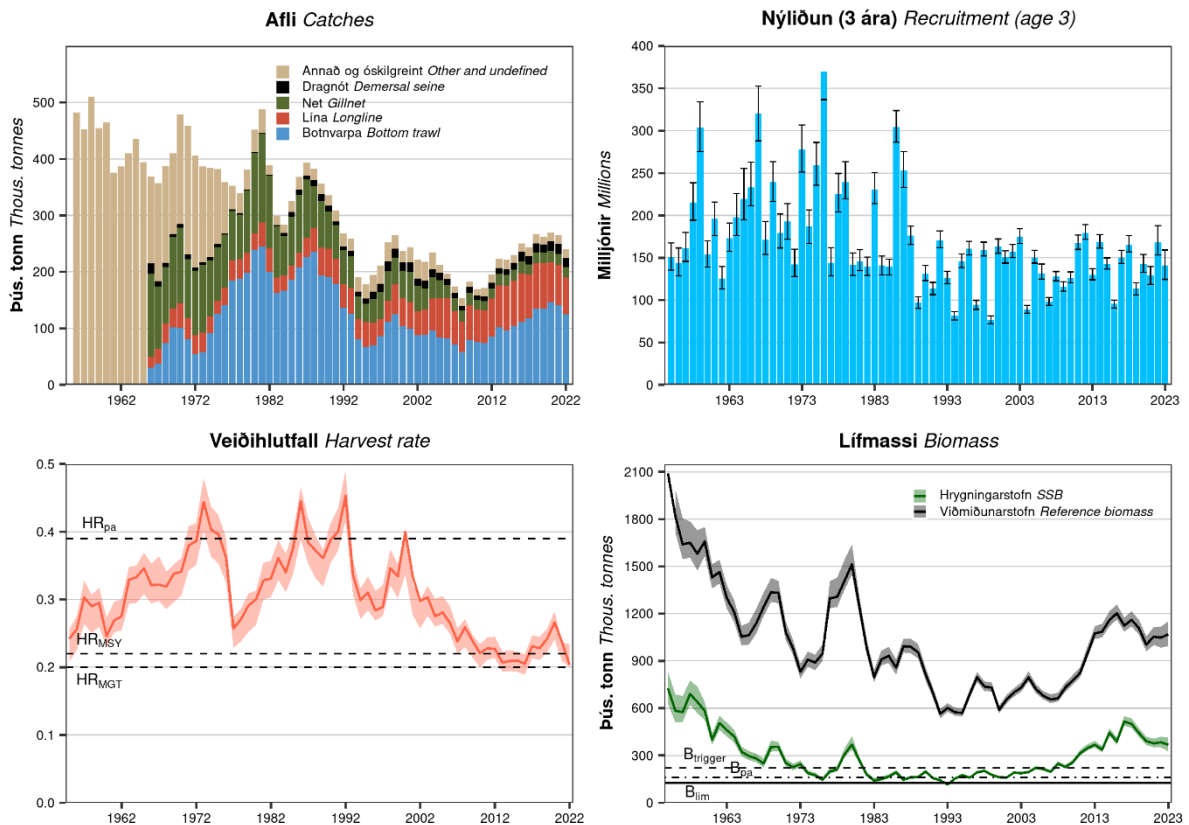 Afli Catches
Þús. tonn Thous. tonnes
500
400
300
200
100
0
Annað og óskilgreint Other and undefined
Dragnót Demersal seine
Net Gillnet
Lína Longline
Botnvarpa Bottom trawl
1962 1972 1982 1992 2002 2012 2022
Nýliðun (3 ára) Recruitment (age 3)
Milljónir Millions
400
350
300
250
200
150
100
50
0
1963 1973 1983 1993 2003 2013 2023
Veiðihlutfall Harvest rate
0.5
0.4
0.3
0.2
0.1
0.0
HRpa
HRMSY
HRMGT
1962 1972 1982 1992 2002 2012 2022
Lífmassi Biomass
Þús. tonn Thous. tonnes
2100
1800
1500
1200
900
600
300
0
Hrygningarstofn SSB
Viðmiðunarstofn Reference biomass
Btrigger
Bpa
Blim
1963 1973 1983 1993 2003 2013 2023